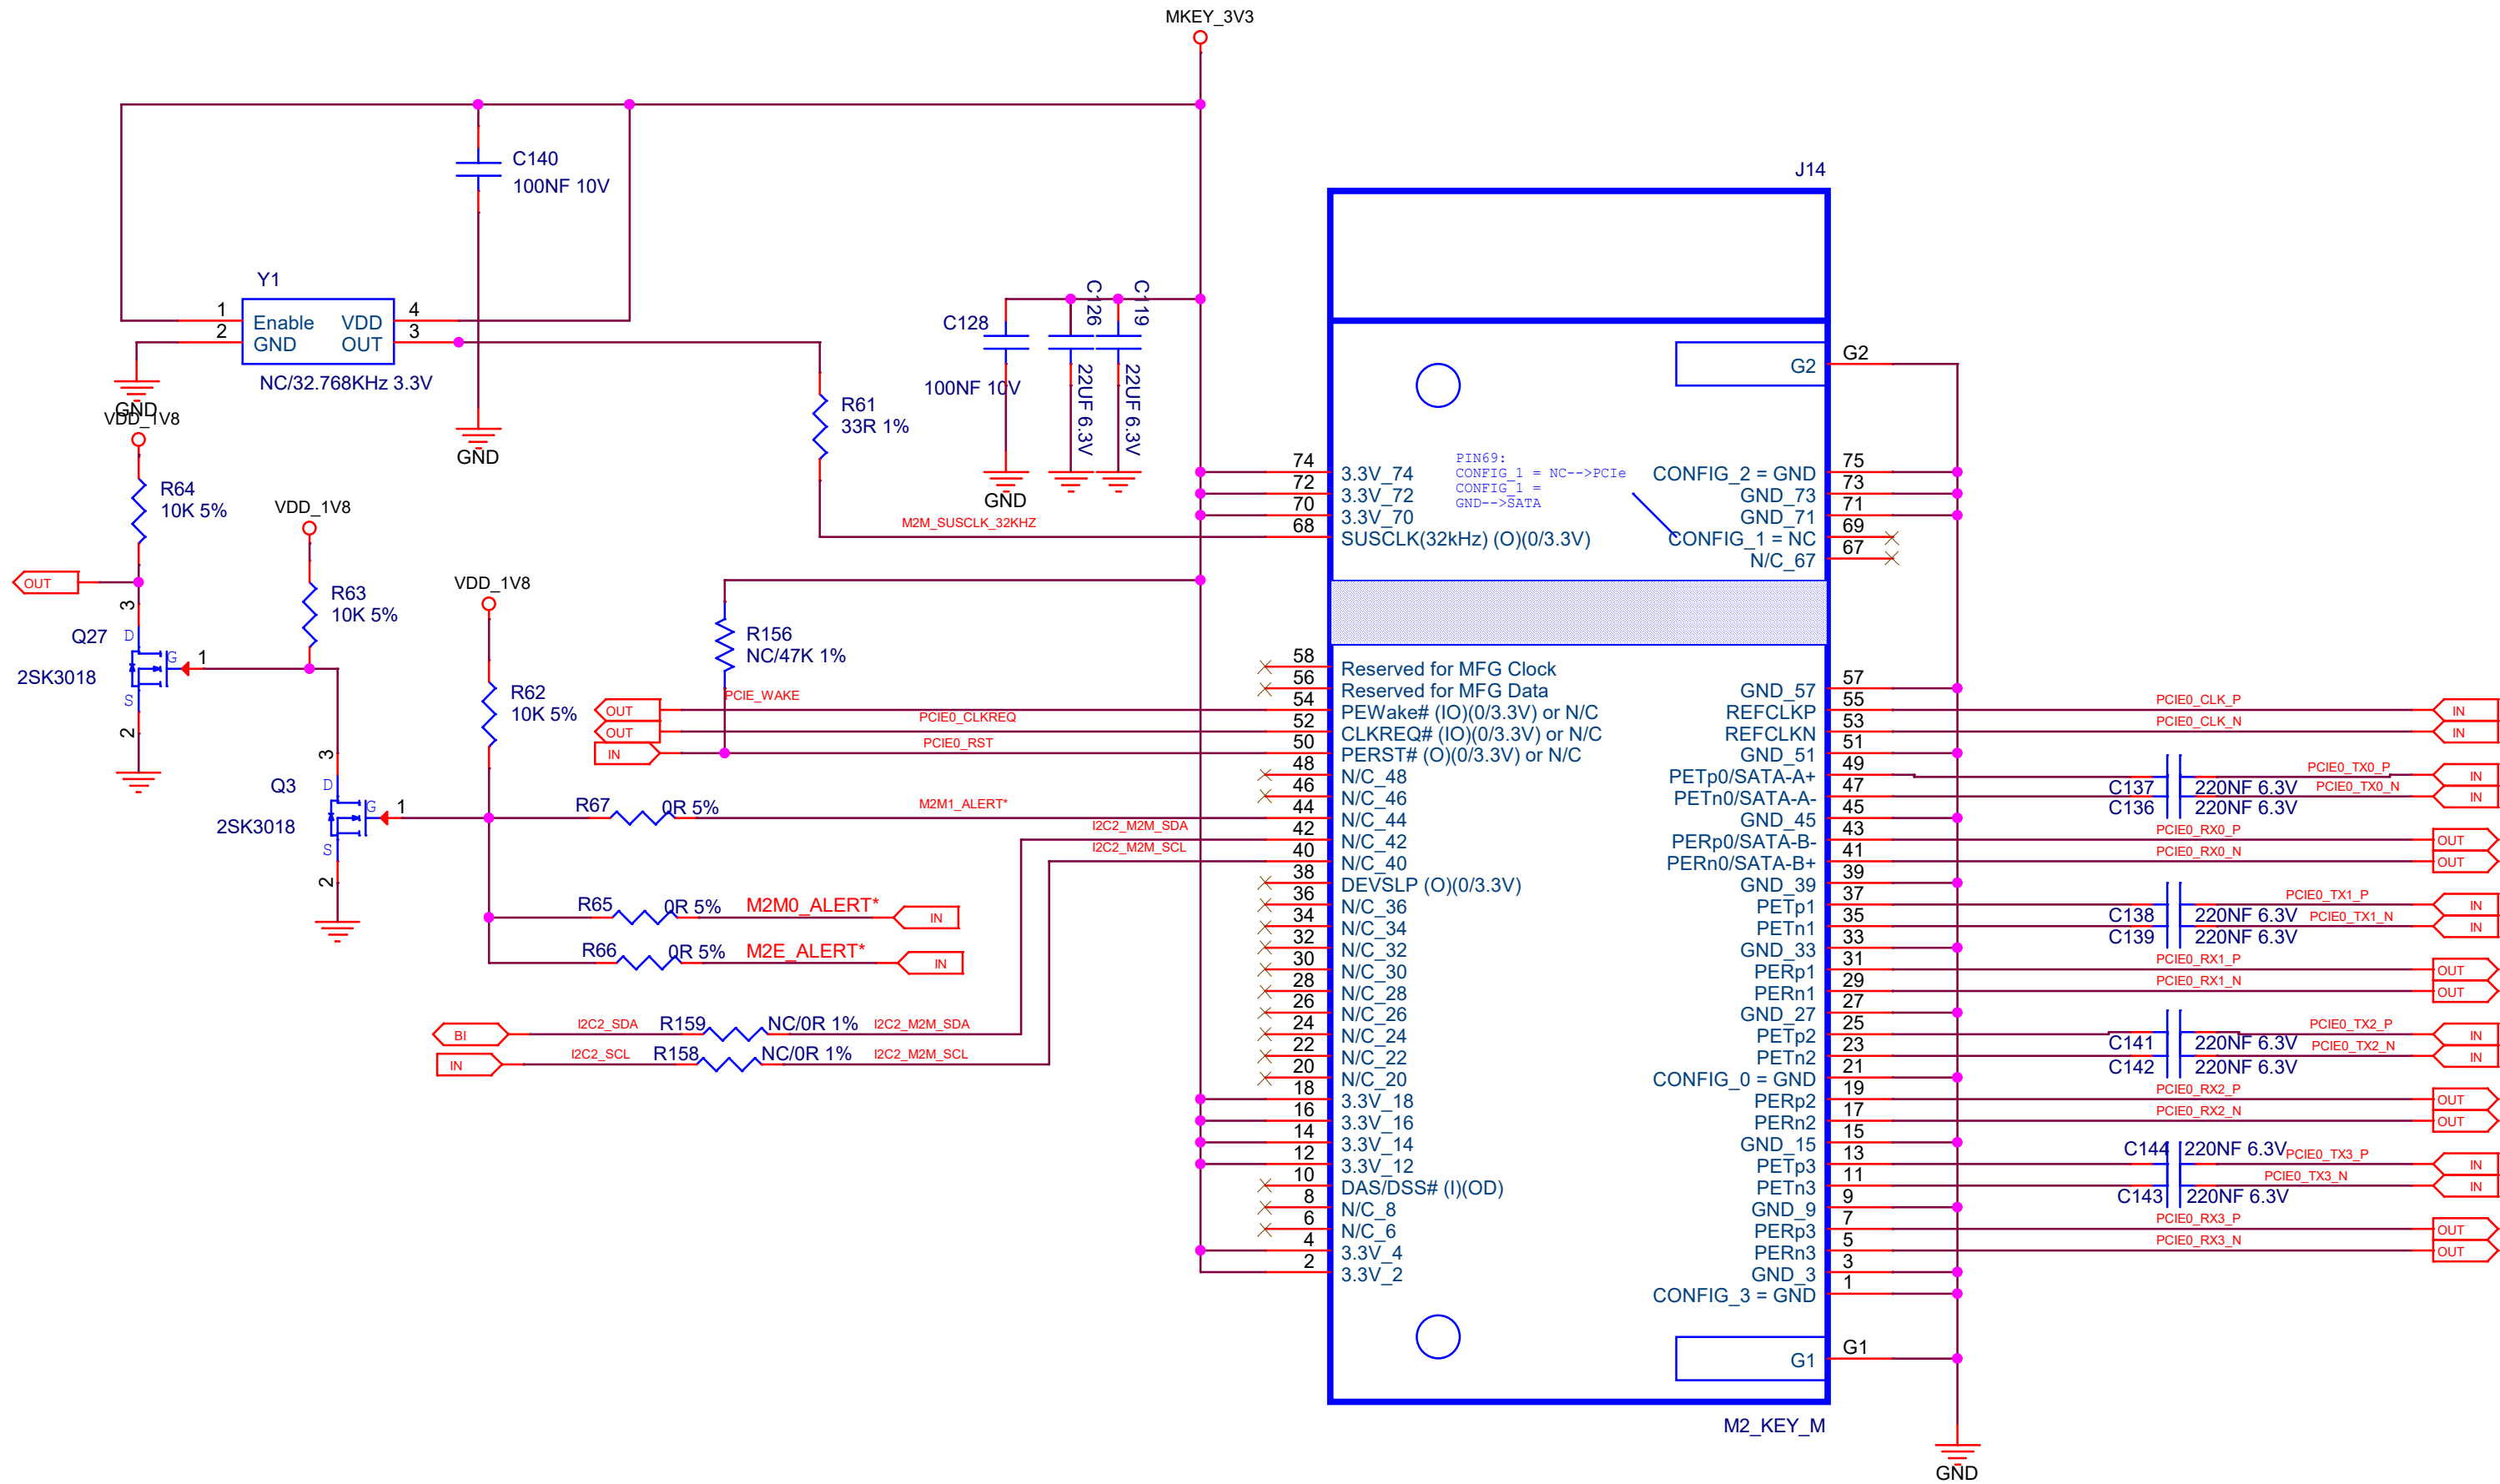 MKEY_3V3
C140
100NF 10V
J14
Y1
1
2
Enable
GND
VDD
OUT
4
3
NC/32.768KHz 3.3V
GND
GND
C128
100NF 10V
GND
C126
22UF 6.3V
C119
22UF 6.3V
R61
33R 1%
M2M_SUSCLK_32KHZ
VDD_1V8
R64
10K 5%
OUT
3
D
Q27
G
1
2SK3018
S
2
VDD_1V8
R63
10K 5%
3
D
Q3
G
1
2SK3018
S
2
VDD_1V8
R62
10K 5%
R156
NC/47K 1%
OUT
PCIE_WAKE
OUT
PCIE0_CLKREQ
IN
PCIE0_RST
R67
0R 5%
M2M1_ALERT*
I2C2_M2M_SDA
I2C2_M2M_SCL
R65
0R 5%
M2M0_ALERT*
IN
R66
0R 5%
M2E_ALERT*
IN
BI
I2C2_SDA
R159
NC/0R 1%
I2C2_M2M_SDA
IN
I2C2_SCL
R158
NC/0R 1%
I2C2_M2M_SCL
PIN69:
CONFIG_1 = NC-->PCIe
CONFIG_1 =
GND-->SATA
74 3.3V_74
72 3.3V_72
70 3.3V_70
68 SUSCLK(32kHz) (O)(0/3.3V)
58 Reserved for MFG Clock
56 Reserved for MFG Data
54 PEWake# (IO)(0/3.3V) or N/C
52 CLKREQ# (IO)(0/3.3V) or N/C
50 PERST# (O)(0/3.3V) or N/C
48 N/C_48
46 N/C_46
44 N/C_44
42 N/C_42
40 N/C_40
38 DEVSLP (O)(0/3.3V)
36 N/C_36
34 N/C_34
32 N/C_32
30 N/C_30
28 N/C_28
26 N/C_26
24 N/C_24
22 N/C_22
20 N/C_20
18 3.3V_18
16 3.3V_16
14 3.3V_14
12 3.3V_12
10 DAS/DSS# (I)(OD)
8 N/C_8
6 N/C_6
4 3.3V_4
2 3.3V_2
G2 G2
CONFIG_2 = GND 75
GND_73 73
GND_71 71
CONFIG_1 = NC 69
N/C_67 67
GND_57 57
REFCLKP 55
REFCLKN 53
GND_51 51
PETp0/SATA-A+ 49
PETn0/SATA-A- 47
GND_45 45
PERp0/SATA-B- 43
PERn0/SATA-B+ 41
GND_39 39
PETp1 37
PETn1 35
GND_33 33
PERp1 31
PERn1 29
GND_27 27
PETp2 25
PETn2 23
CONFIG_0 = GND 21
PERp2 19
PERn2 17
GND_15 15
PETp3 13
PETn3 11
GND_9 9
PERp3 7
PERn3 5
GND_3 3
CONFIG_3 = GND 1
G1 G1
M2_KEY_M
PCIE0_CLK_P IN
PCIE0_CLK_N IN
PCIE0_TX0_P IN
C137 220NF 6.3V PCIE0_TX0_N IN
C136 220NF 6.3V
PCIE0_RX0_P OUT
PCIE0_RX0_N OUT
PCIE0_TX1_P IN
C138 220NF 6.3V PCIE0_TX1_N IN
C139 220NF 6.3V
PCIE0_RX1_P OUT
PCIE0_RX1_N OUT
PCIE0_TX2_P IN
C141 220NF 6.3V PCIE0_TX2_N IN
C142 220NF 6.3V
PCIE0_RX2_P OUT
PCIE0_RX2_N OUT
C144 220NF 6.3V PCIE0_TX3_P IN
PCIE0_TX3_N IN
C143 220NF 6.3V
PCIE0_RX3_P OUT
PCIE0_RX3_N OUT
GND